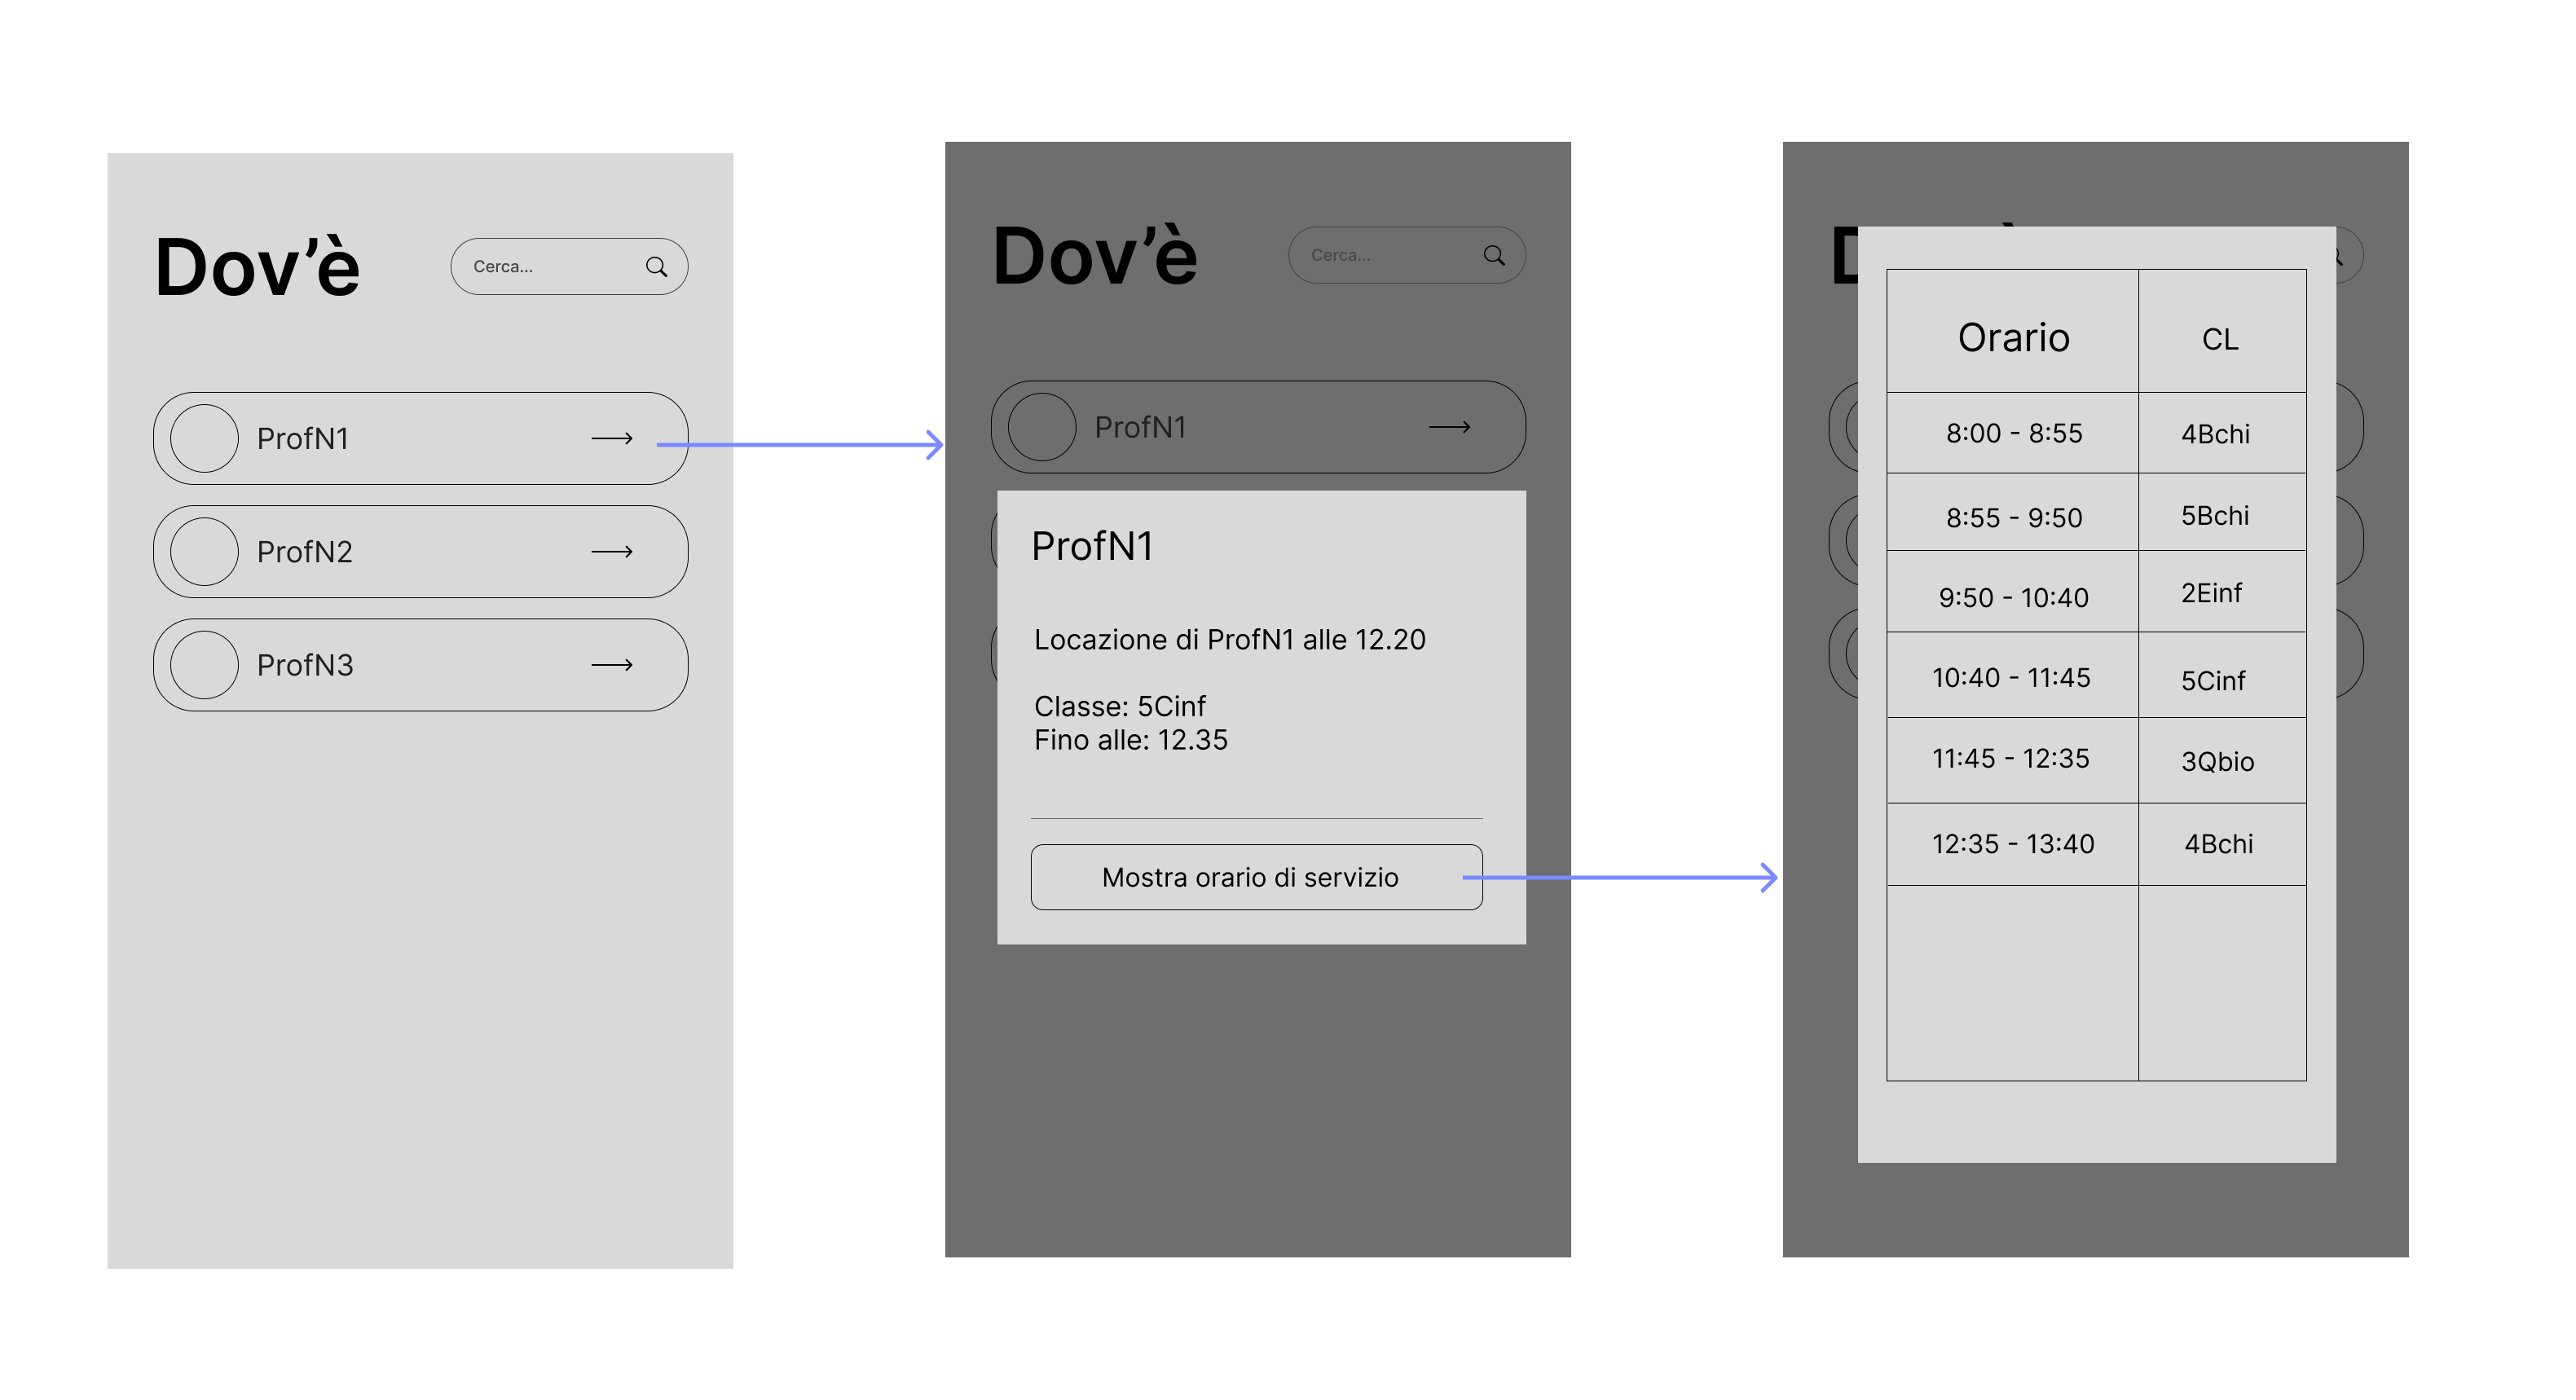 Dov’è
Cerca...
ProfN1
ProfN2
ProfN3
Dov’è
Cerca...
ProfN1
ProfN1
Locazione di ProfN1 alle 12.20
Classe: 5Cinf
Fino alle: 12.35
Mostra orario di servizio
D
Orario CL
8:00 - 8:55 4Bchi
8:55 - 9:50 5Bchi
9:50 - 10:40 2Einf
10:40 - 11:45 5Cinf
11:45 - 12:35 3Qbio
12:35 - 13:40 4Bchi